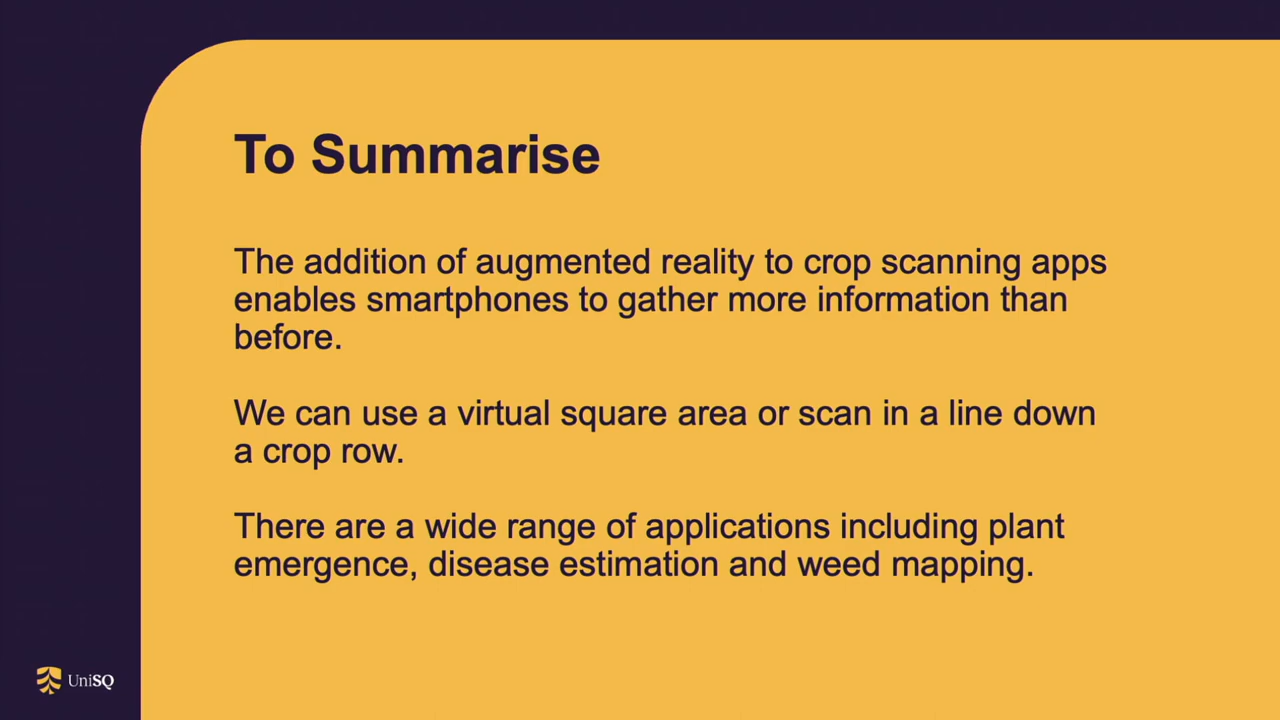 To Summarise
The addition of augmented reality to crop scanning apps
enables smartphones to gather more information than
before.
We can use a virtual square area or scan in a line down
a crop row.
There are a wide range of applications including plant
emergence, disease estimation and weed mapping.
UniSQ